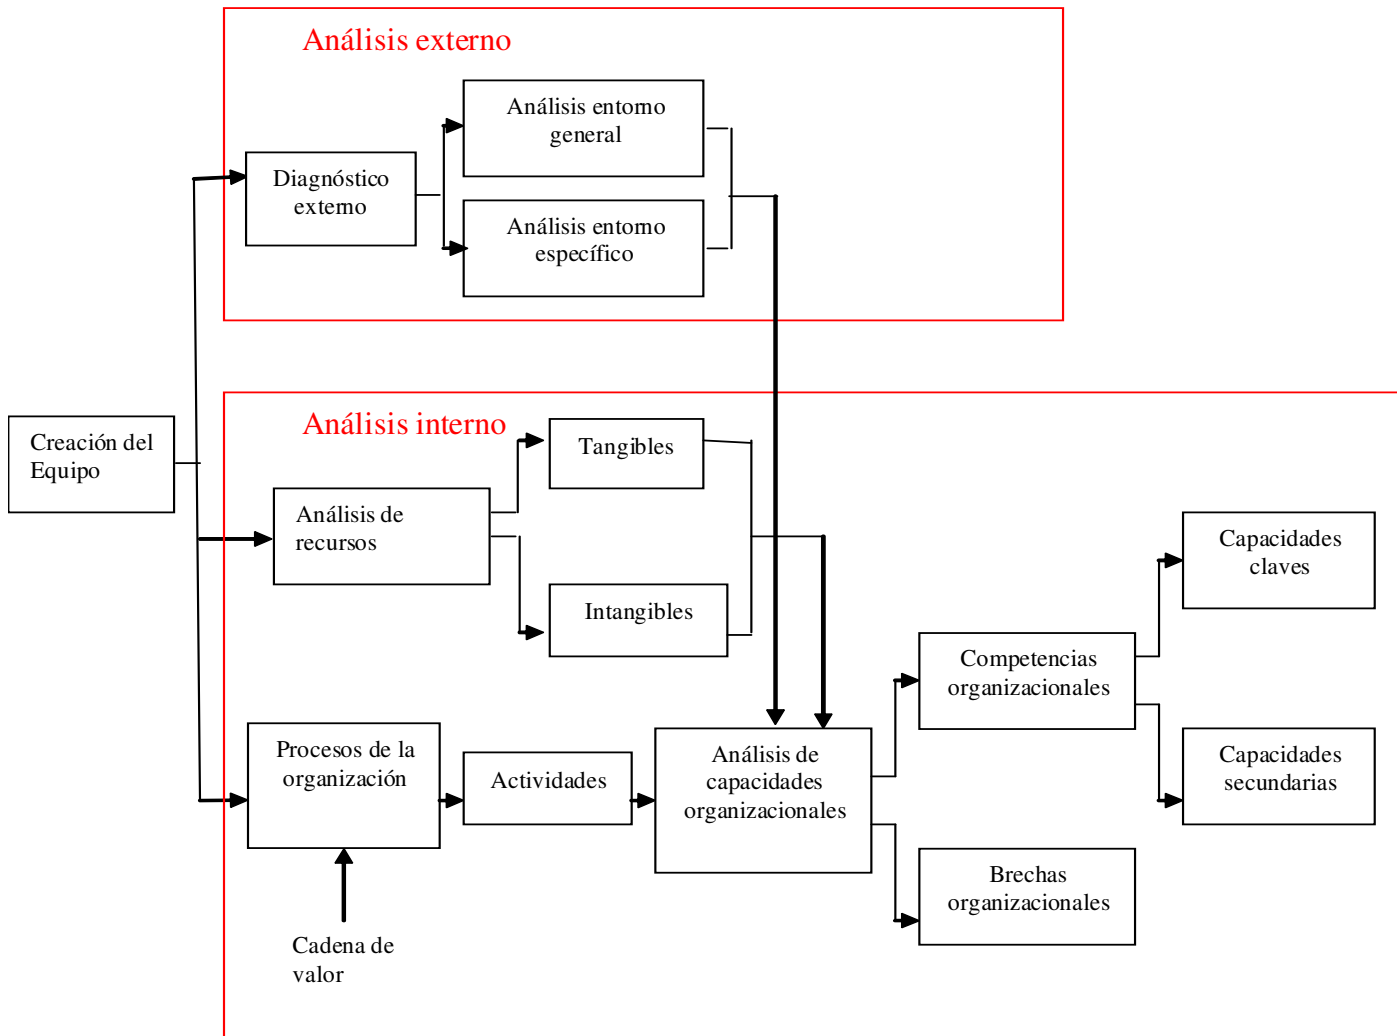 Análisis externo
Análisis entorno
general
Diagnóstico
externo
Análisis entorno
específico
Análisis interno
Creación del
Equipo
Tangibles
Análisis de
recursos
Intangibles
Capacidades
claves
Competencias
organizacionales
Procesos de la
organización
Actividades
Análisis de
capacidades
organizacionales
Capacidades
secundarias
Brechas
organizacionales
Cadena de
valor